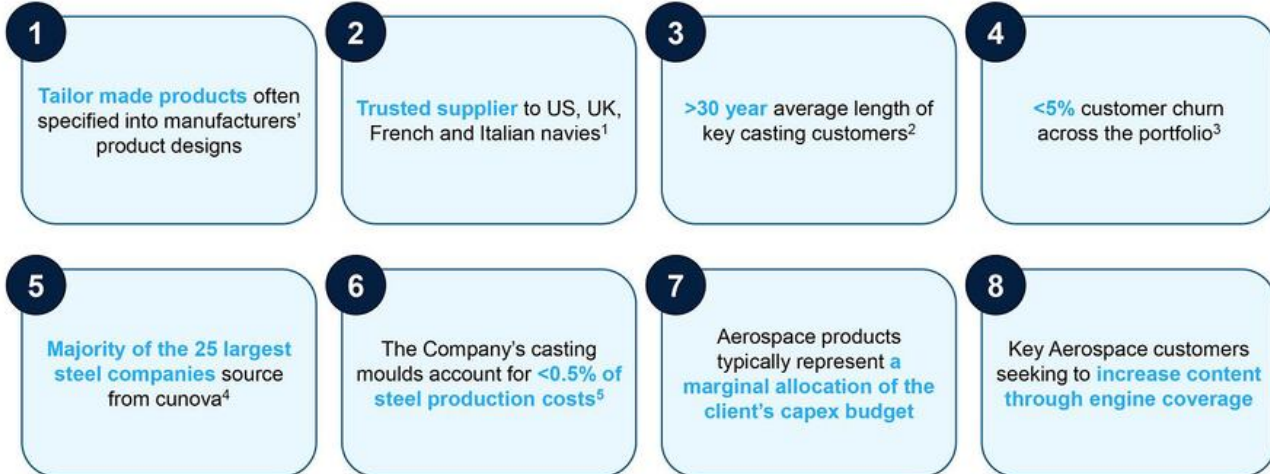 1
Tailor made products often
specified into manufacturers'
product designs
2
Trusted supplier to US, UK,
French and Italian navies¹
3
>30 year average length of
key casting customers²
4
<5% customer churn
across the portfolio³
5
Majority of the 25 largest
steel companies source
from cunova⁴
6
The Company's casting
moulds account for <0.5% of
steel production costs⁵
7
Aerospace products
typically represent a
marginal allocation of the
client's capex budget
8
Key Aerospace customers
seeking to increase content
through engine coverage